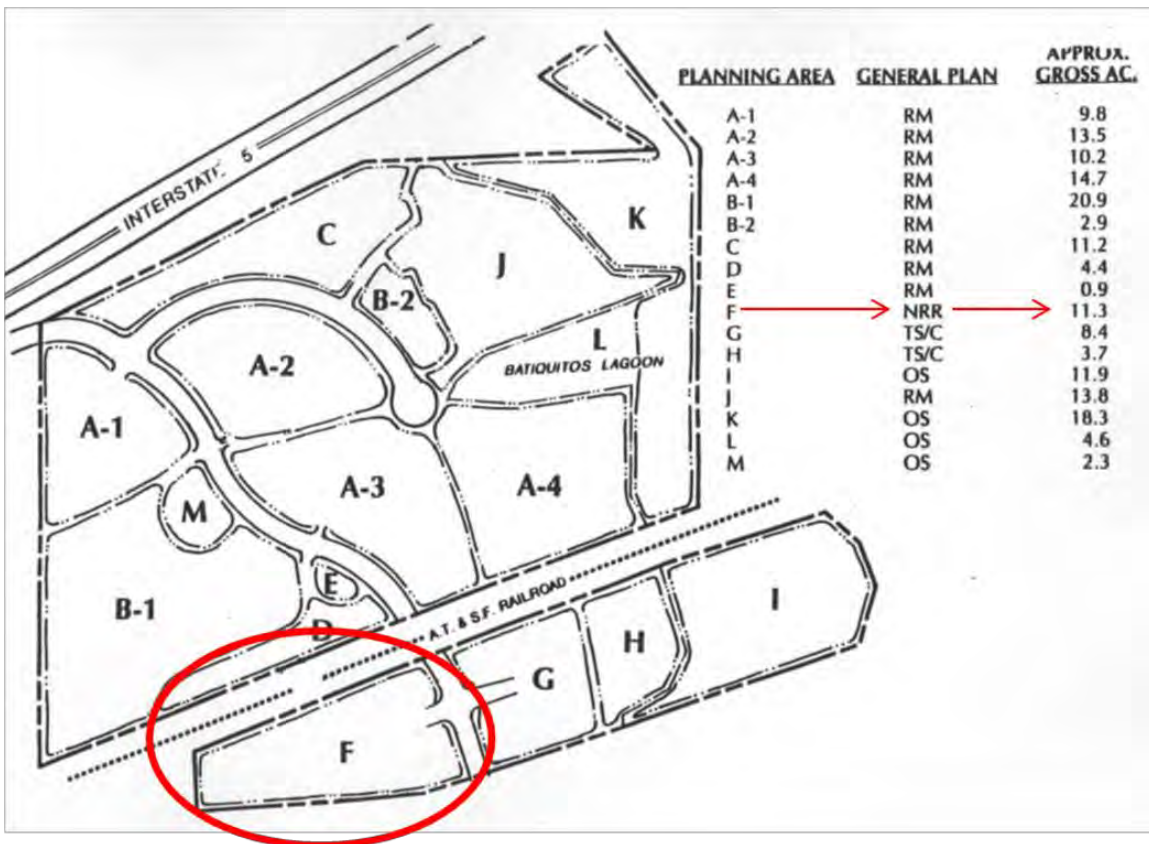 APPROX.
PLANNING AREA GENERAL PLAN GROSS AC.
A-1 RM 9.8
A-2 RM 13.5
A-3 RM 10.2
A-4 RM 14.7
B-1 RM 20.9
B-2 RM 2.9
C RM 11.2
D RM 4.4
E RM 0.9
F NRR 11.3
G TS/C 8.4
H TS/C 3.7
I OS 11.9
J RM 13.8
K OS 18.3
L OS 4.6
M OS 2.3
INTERSTATE 5
C
K
J
B-2
L
BATIQUITOS LAGOON
A-2
A-1
A-3
A-4
M
E
B-1
D
A.T. & S.F. RAILROAD
I
H
G
F